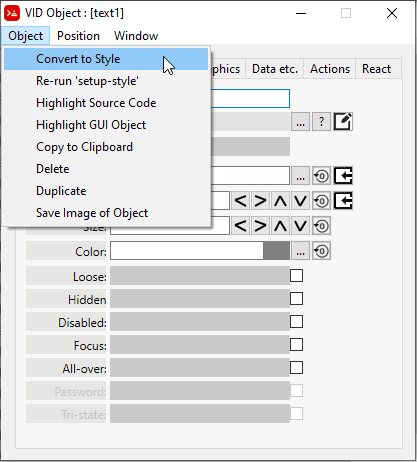 VID Object : [text1]
Object Position Window
Convert to Style
Re-run 'setup-style'
Highlight Source Code
Highlight GUI Object
Copy to Clipboard
Delete
Duplicate
Save Image of Object
Data etc. Actions React
... ?
Size:
Color: ...
Loose:
Hidden
Disabled:
Focus:
All-over:
Password:
Tri-state: